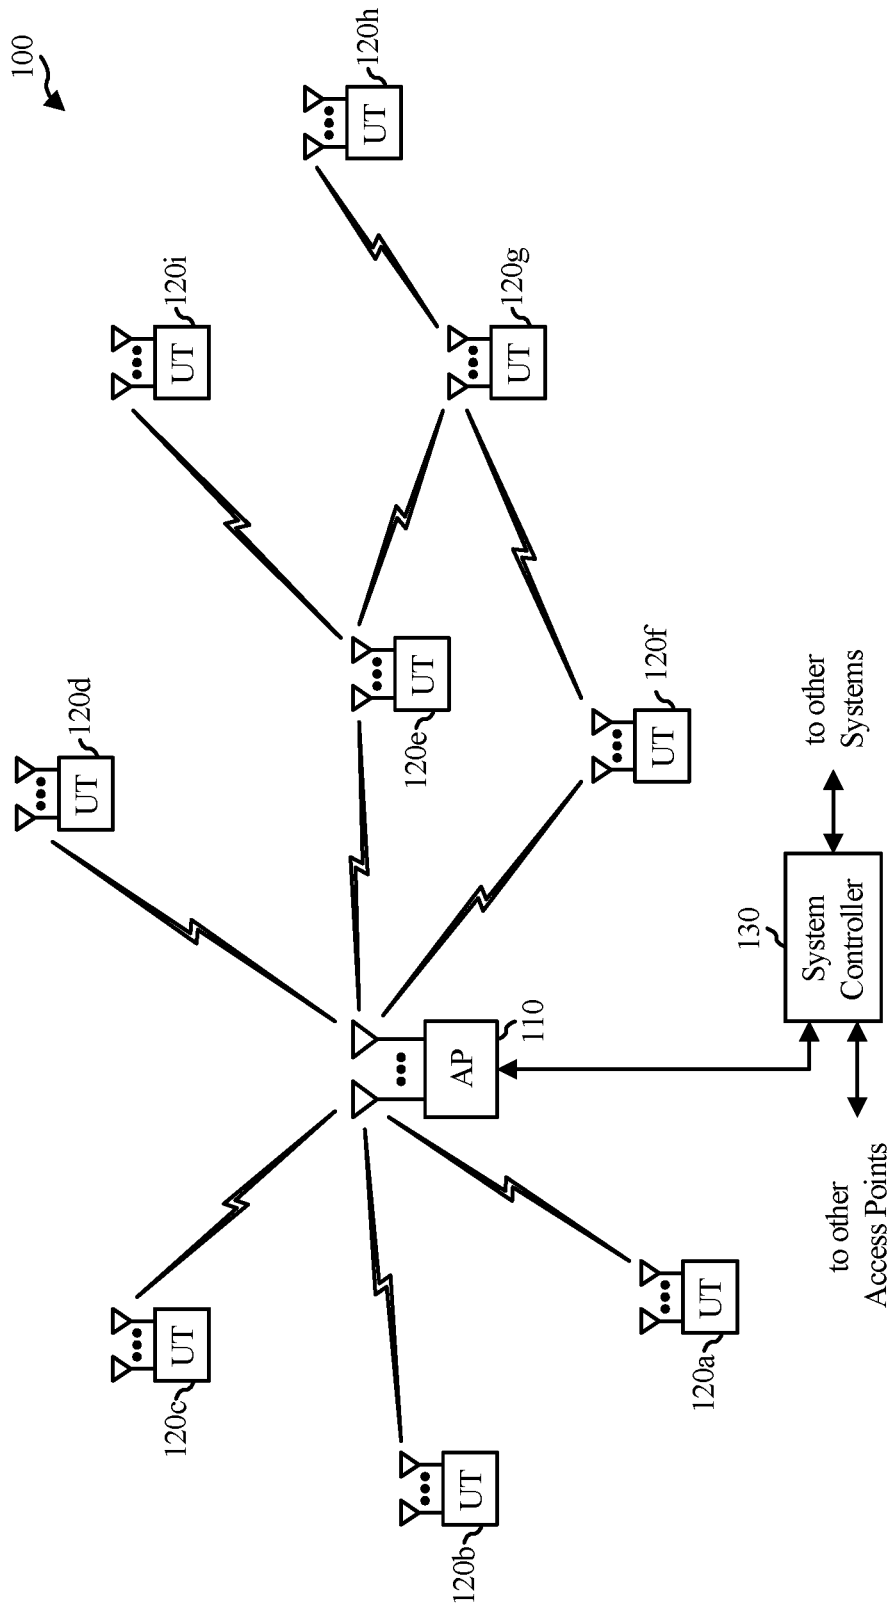 100
120d
UT
120i
UT
120h
UT
120c
UT
120e
UT
120g
UT
120b
UT
AP
110
120f
UT
120a
UT
130
System
Controller
to other
Access Points
to other
Systems